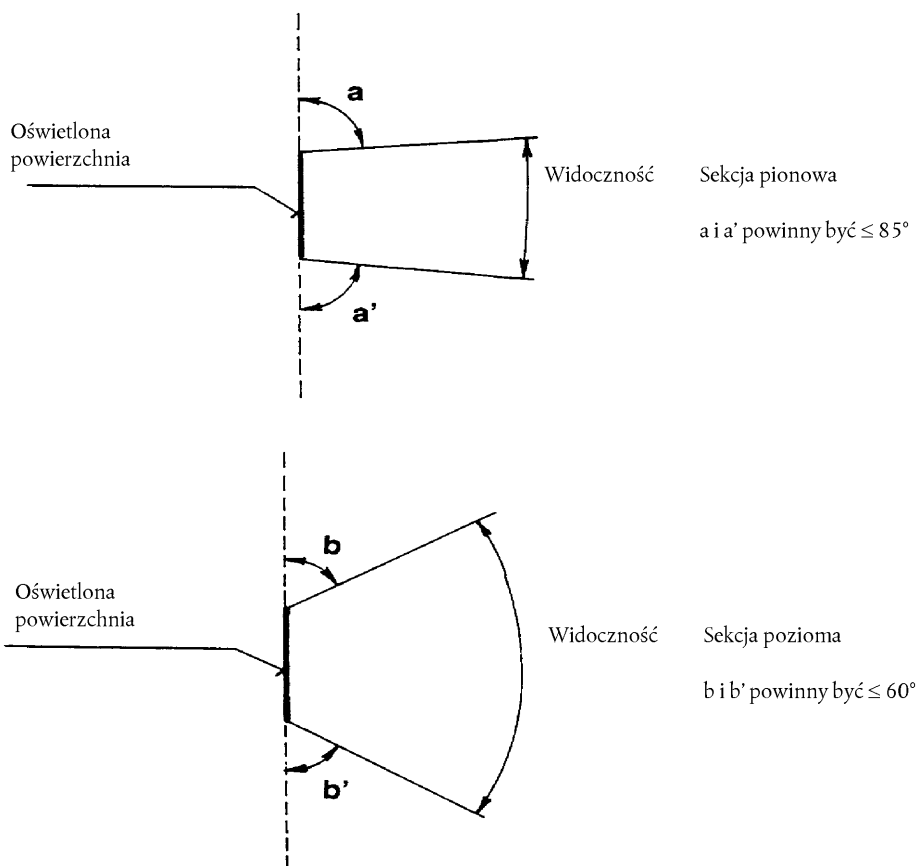 a
Oświetlona
powierzchnia
Widoczność Sekcja pionowa
a i a’ powinny być ≤ 85°
a’
b
Oświetlona
powierzchnia
Widoczność Sekcja pozioma
b i b’ powinny być ≤ 60°
b’